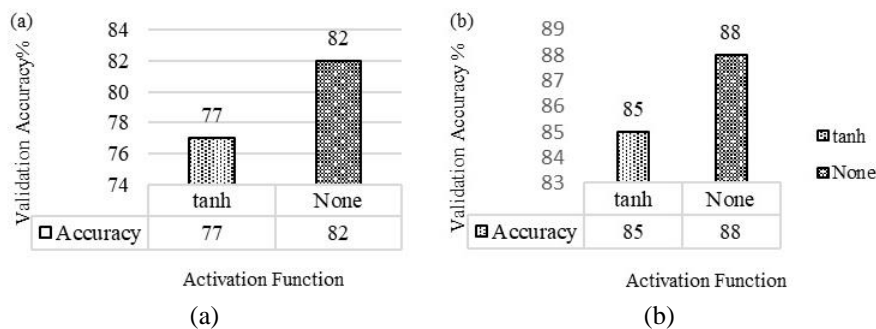 (a)
Validation Accuracy%
84
82
80
78
76
74
77
82
tanh
None
Accuracy
77
82
Activation Function
(a)
(b)
Validation Accuracy %
89
88
87
86
85
84
83
85
88
tanh
None
Accuracy
85
88
Activation Function
tanh
None
(b)